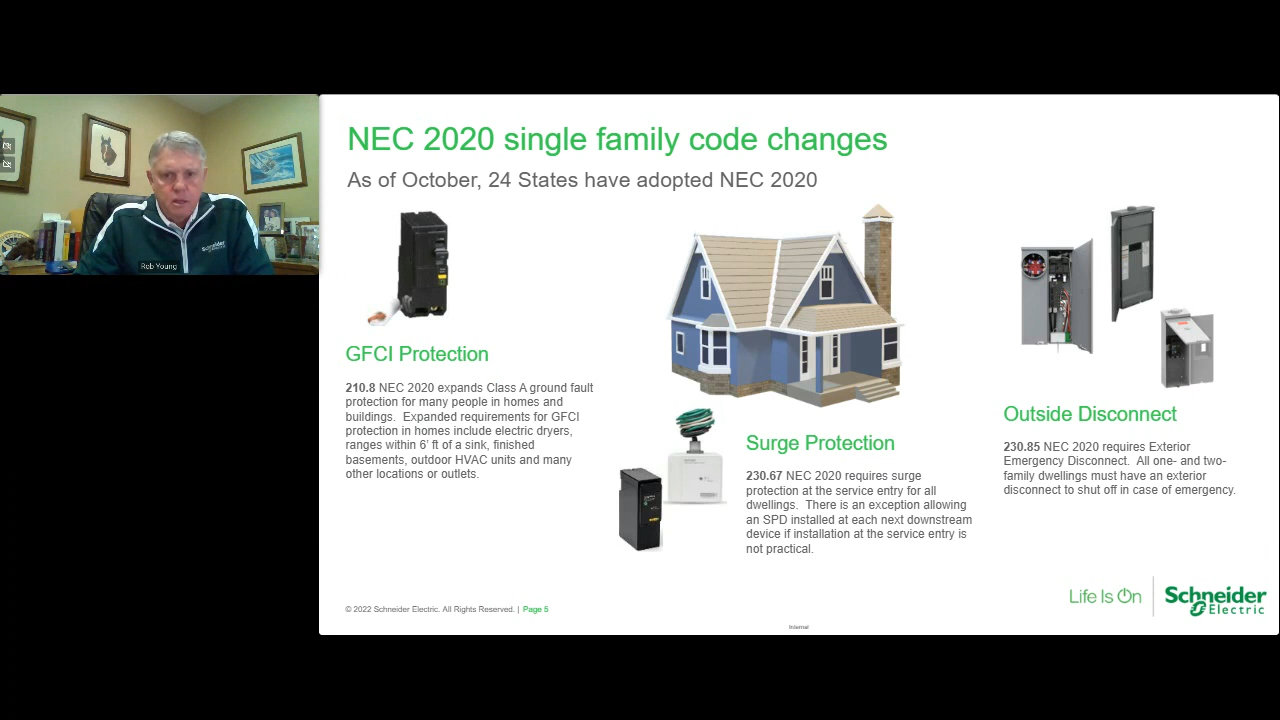 Schneider
Electric
Rob Young
NEC 2020 single family code changes
As of October, 24 States have adopted NEC 2020
GFCI Protection
210.8 NEC 2020 expands Class A ground fault
protection for many people in homes and
buildings. Expanded requirements for GFCI
protection in homes include electric dryers,
ranges within 6’ ft of a sink, finished
basements, outdoor HVAC units and many
other locations or outlets.
Surge Protection
230.67 NEC 2020 requires surge
protection at the service entry for all
dwellings. There is an exception allowing
an SPD installed at each next downstream
device if installation at the service entry is
not practical.
Outside Disconnect
230.85 NEC 2020 requires Exterior
Emergency Disconnect. All one- and two-
family dwellings must have an exterior
disconnect to shut off in case of emergency.
© 2022 Schneider Electric. All Rights Reserved. | Page 5
Life Is On
Schneider
Electric
Internal